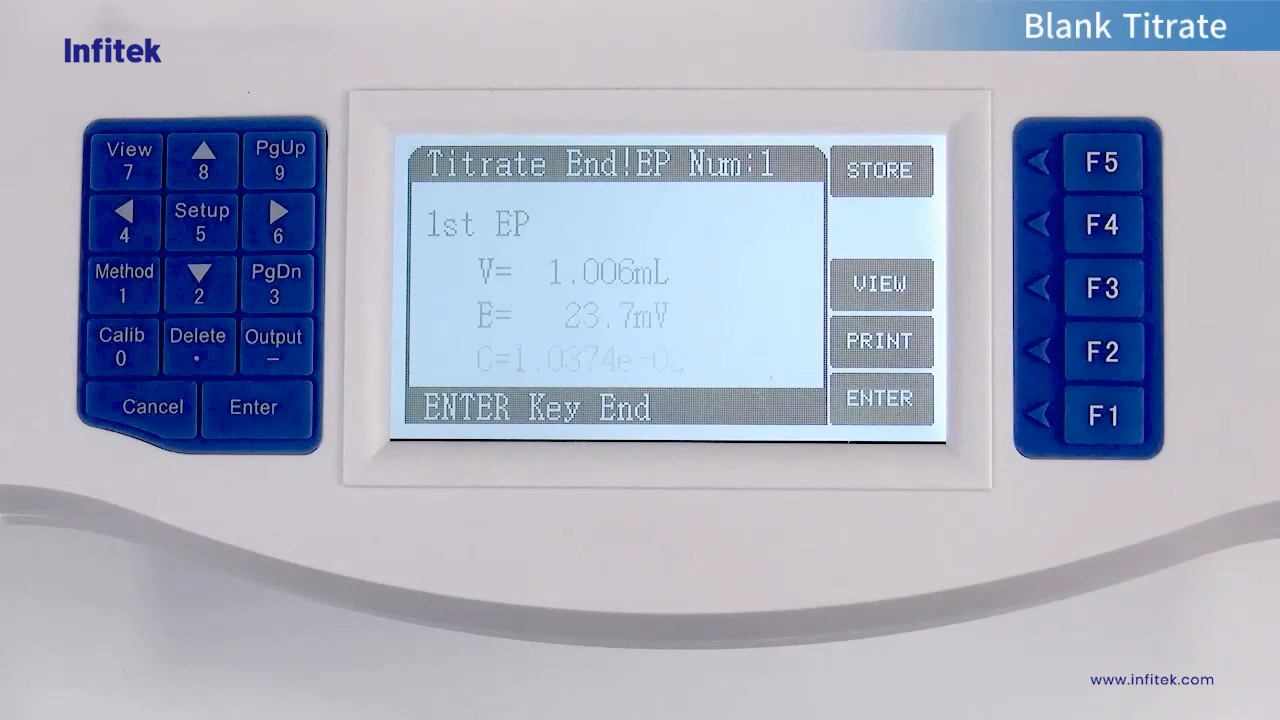 Blank Titrate
Infitek
View 7
8
PgUp 9
4
Setup 5
6
Method 1
2
PgDn 3
Calib 0
Delete .
Output –
Cancel
Enter
Titrate End!EP Num:1
1st EP
V= 1.006mL
E= 23.7mV
ENTER Key End
STORE
VIEW
PRINT
ENTER
F5
F4
F3
F2
F1
www.infitek.com